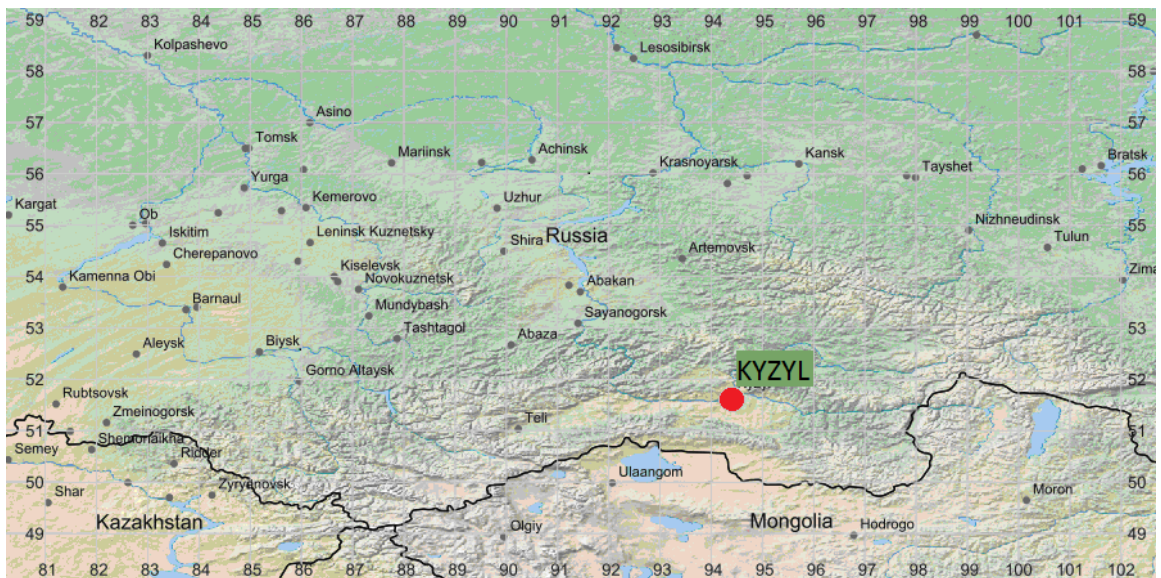 59 81 82 83 84 85 86 87 88 89 90 91 92 93 94 95 96 97 98 99 100 101 59
Kolpashevo
Lesosibirsk
58 58
Asino
57 57
Tomsk
Mariinsk
Achinsk
Krasnoyarsk
Kansk
Tayshet
Bratsk
56 56
Yurga
Kemerovo
Uzhur
Kargat
Ob
Nizhneudinsk
55 55
Iskitim
Leninsk Kuznetsky
Shira
Russia
Artemovsk
Tulun
Cherepanovo
54 54
Kamenna Obi
Kiselevsk
Novokuznetsk
Abakan
Zima
Barnaul
Mundybash
Sayanogorsk
53 53
Tashtagol
Abaza
Aleysk
Biysk
Gorno Altaysk
KYZYL
52 52
Rubtsovsk
Zmeinogorsk
Tell
51 51
Shemonaikha
Semey
Ridder
Ulaangom
50 50
Shar
Zyryanovsk
Moron
Kazakhstan
Olgiy
Mongolia
Hodrogo
49 49
81 82 83 84 85 86 87 88 89 90 91 92 93 94 95 96 97 98 99 100 101 102